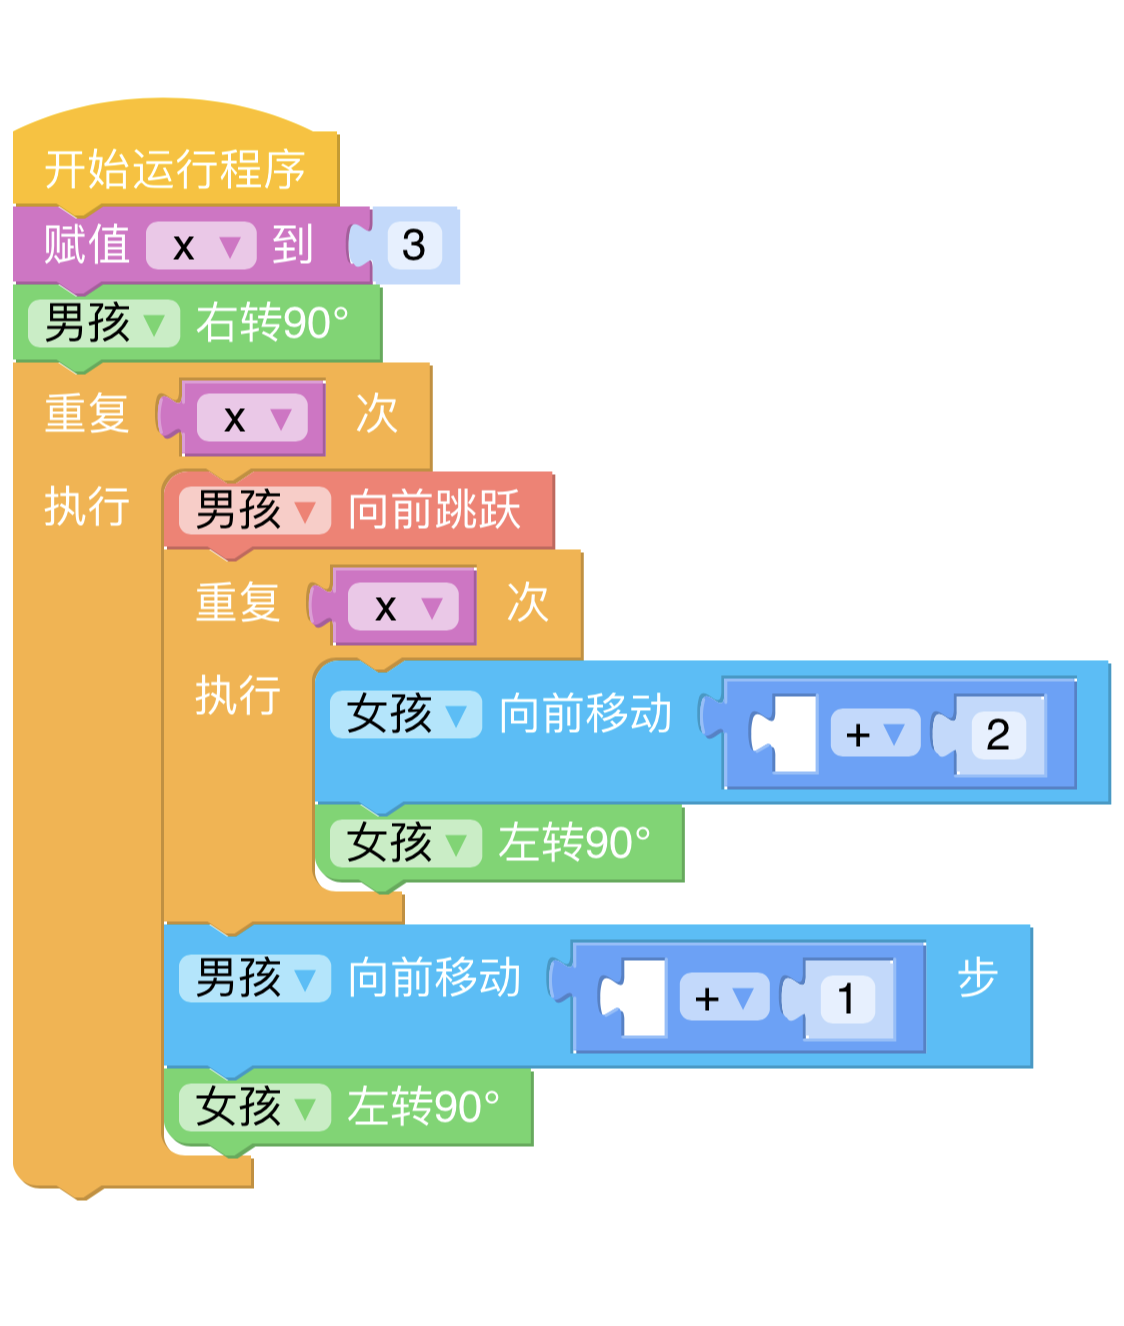 开始运行程序
赋值 x ▼ 到 3
男孩 ▼ 右转90°
重复 x ▼ 次
执行 男孩 ▼ 向前跳跃
重复 x ▼ 次
执行 女孩 ▼ 向前移动 + ▼ 2
女孩 ▼ 左转90°
男孩 ▼ 向前移动 + ▼ 1 步
女孩 ▼ 左转90°